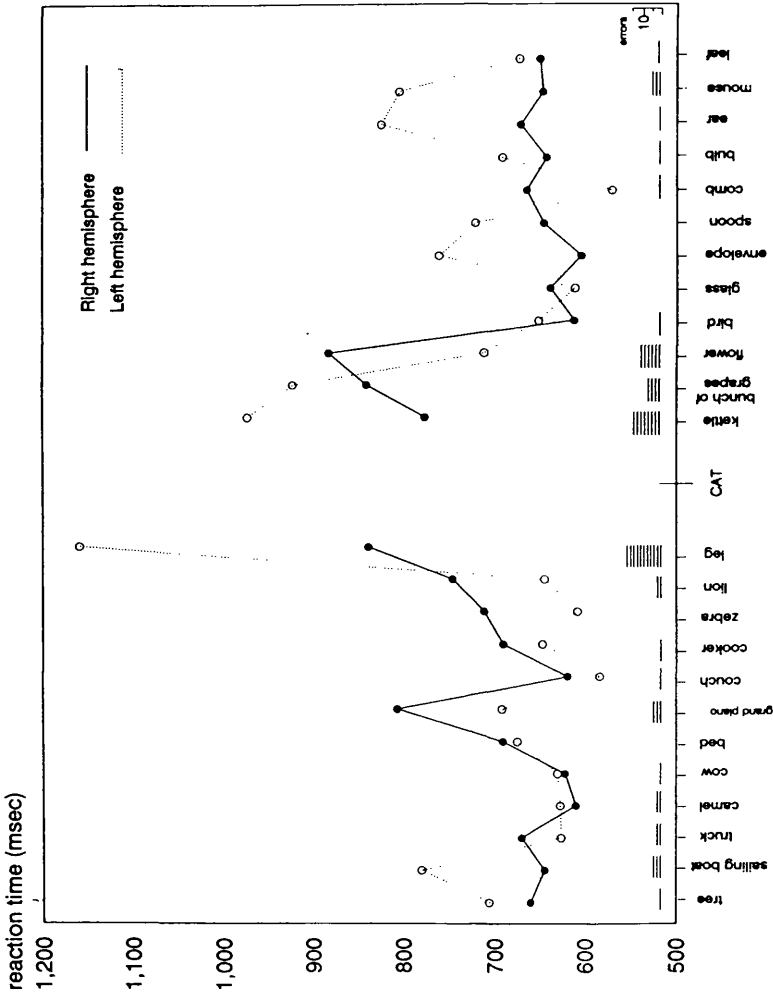 reaction time (msec)
1,200
1,100
1,000
900
800
700
600
500
Right hemisphere
Left hemisphere
errors
10
tree
sailing boat
truck
camel
cow
bed
grand piano
couch
cooker
zebra
lion
leg
CAT
kettle
bunch of
grapes
flower
bird
glass
envelope
spoon
comb
bulb
ear
mouse
leaf